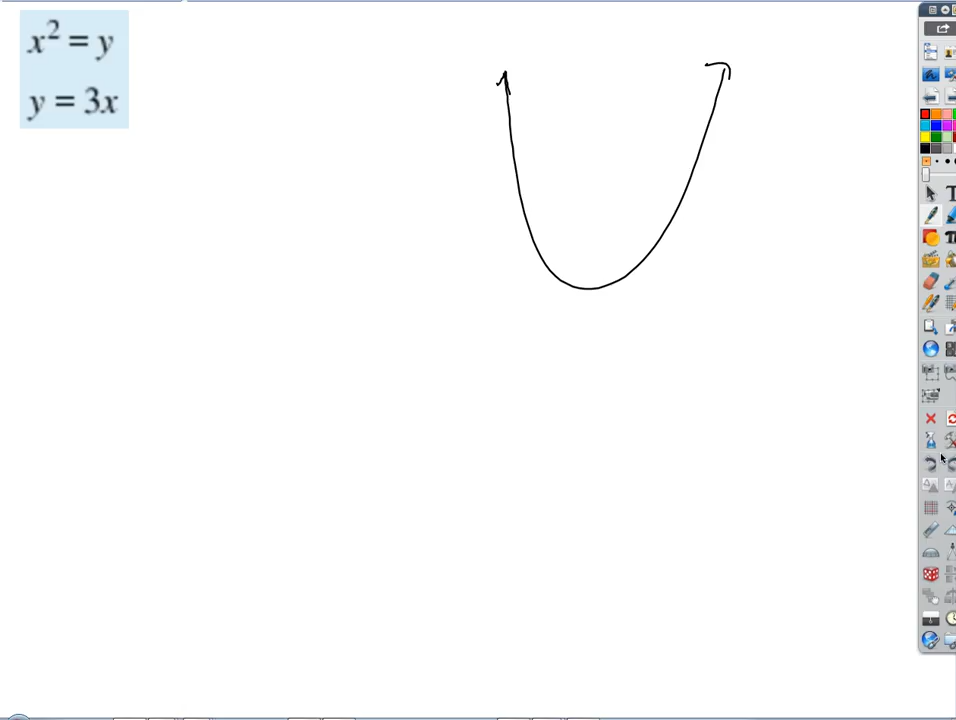 x² = y
y = 3x
T